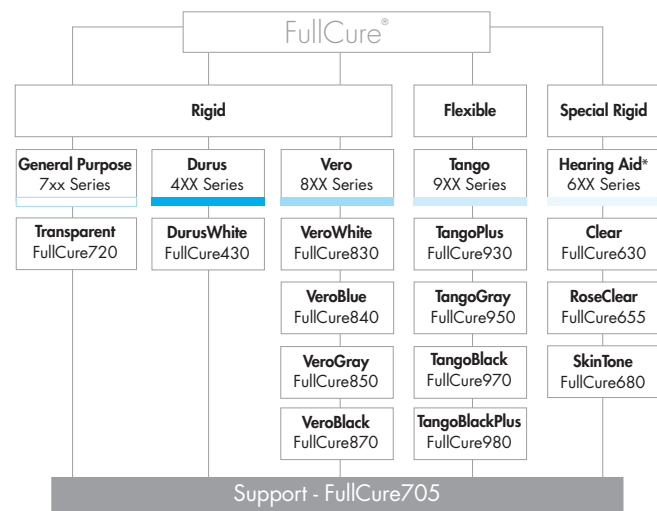 FullCure®
Rigid
Flexible
Special Rigid
General Purpose
7xx Series
Durus
4XX Series
Vero
8XX Series
Tango
9XX Series
Hearing Aid*
6XX Series
Transparent
FullCure720
DurusWhite
FullCure430
VeroWhite
FullCure830
TangoPlus
FullCure930
Clear
FullCure630
VeroBlue
FullCure840
TangoGray
FullCure950
RoseClear
FullCure655
VeroGray
FullCure850
TangoBlack
FullCure970
SkinTone
FullCure680
VeroBlack
FullCure870
TangoBlackPlus
FullCure980
Support - FullCure705